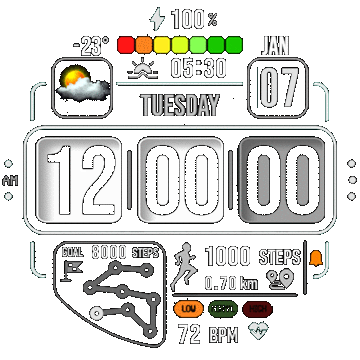 100%
-23° JAN
05:30 07
TUESDAY
AM 12 00 00
GOAL 8000 STEPS
1000 STEPS
0.70 km
LOW HIGH
72 BPM